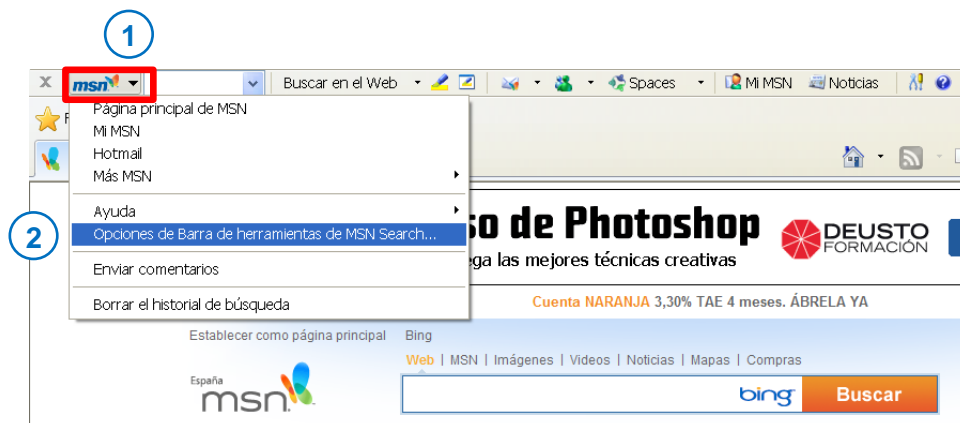 1
msn
Buscar en el Web
Spaces
Mi MSN
Noticias
Página principal de MSN
Mi MSN
Hotmail
Más MSN
Ayuda
2
Opciones de Barra de herramientas de MSN Search...
Enviar comentarios
Borrar el historial de búsqueda
so de Photoshop
ga las mejores técnicas creativas
DEUSTO
FORMACIÓN
Cuenta NARANJA 3,30% TAE 4 meses. ÁBRELA YA
Establecer como página principal
Bing
Web | MSN | Imágenes | Videos | Noticias | Mapas | Compras
España
msn
bing
Buscar